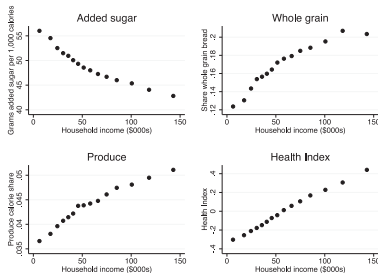 Added sugar
Grams added sugar per 1,000 calories
40 45 50 55
0 50 100 150
Household income ($000s)
Whole grain
Share whole grain bread
.12 .14 .16 .18 .2
0 50 100 150
Household income ($000s)
Produce
Produce calorie share
.035 .04 .045 .05
0 50 100 150
Household income ($000s)
Health Index
Health Index
-.4 -.2 0 .2 .4
0 50 100 150
Household income ($000s)